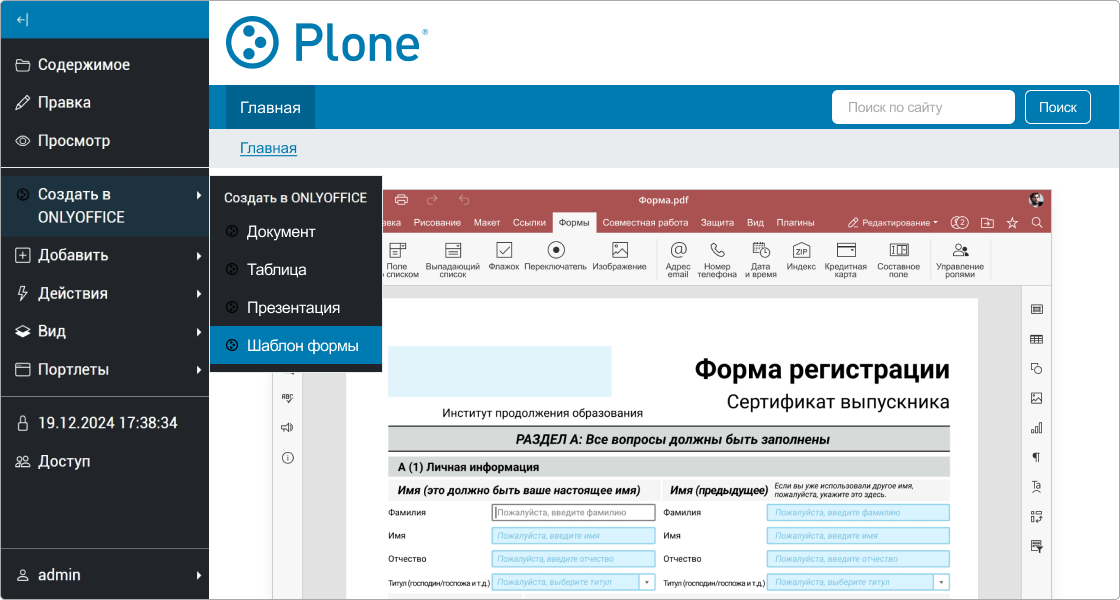 Содержимое
Правка
Просмотр
Создать в
ONLYOFFICE
Добавить
Действия
Вид
Портлеты
19.12.2024 17:38:34
Доступ
admin
Plone®
Главная
Поиск по сайту
Поиск
Главная
Создать в ONLYOFFICE
Документ
Таблица
Презентация
Шаблон формы
Форма.pdf
авка Рисование Макет Ссылки Формы Совместная работа Защита Вид Плагины Редактирование 2
Поле
списком
Выпадающий
список
Флажок
Переключатель
Изображение
Адрес
email
Номер
телефона
Дата
и время
ZIP
Индекс
Кредитная
карта
Составное
поле
Управление
ролями
ABC
Форма регистрации
Сертификат выпускника
Институт продолжения образования
РАЗДЕЛ А: Все вопросы должны быть заполнены
А (1) Личная информация
Имя (это должно быть ваше настоящее имя)
Имя (предыдущее)
Если вы уже использовали другое имя,
пожалуйста, укажите это здесь.
Фамилия Пожалуйста, введите фамилию Фамилия Пожалуйста, введите фамилию
Имя Пожалуйста, введите имя Имя Пожалуйста, введите имя
Отчество Пожалуйста, введите отчество Отчество Пожалуйста, введите отчество
Титул (господин/госпожа и т.д.) Пожалуйста, выберите титул Титул (господин/госпожа и т.д.) Пожалуйста, выберите титул
Ta